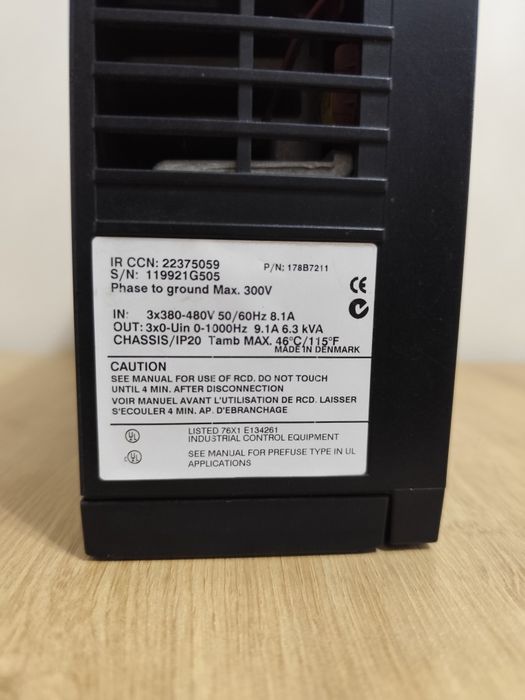 IR CCN: 22375059
P/N: 178B7211
S/N: 119921G505
Phase to ground Max. 300V
CE
IN: 3x380-480V 50/60Hz 8.1A
OUT: 3x0-Uin 0-1000Hz 9.1A 6.3 kVA
CHASSIS/IP20 Tamb MAX. 46°C/115°F
MADE IN DENMARK
CAUTION
SEE MANUAL FOR USE OF RCD. DO NOT TOUCH
UNTIL 4 MIN. AFTER DISCONNECTION
VOIR MANUEL AVANT L'UTILISATION DE RCD. LAISSER
S'ECOULER 4 MIN. AP. D'EBRANCHAGE
UL LISTED 76X1 E134261
INDUSTRIAL CONTROL EQUIPMENT
c UL SEE MANUAL FOR PREFUSE TYPE IN UL
APPLICATIONS